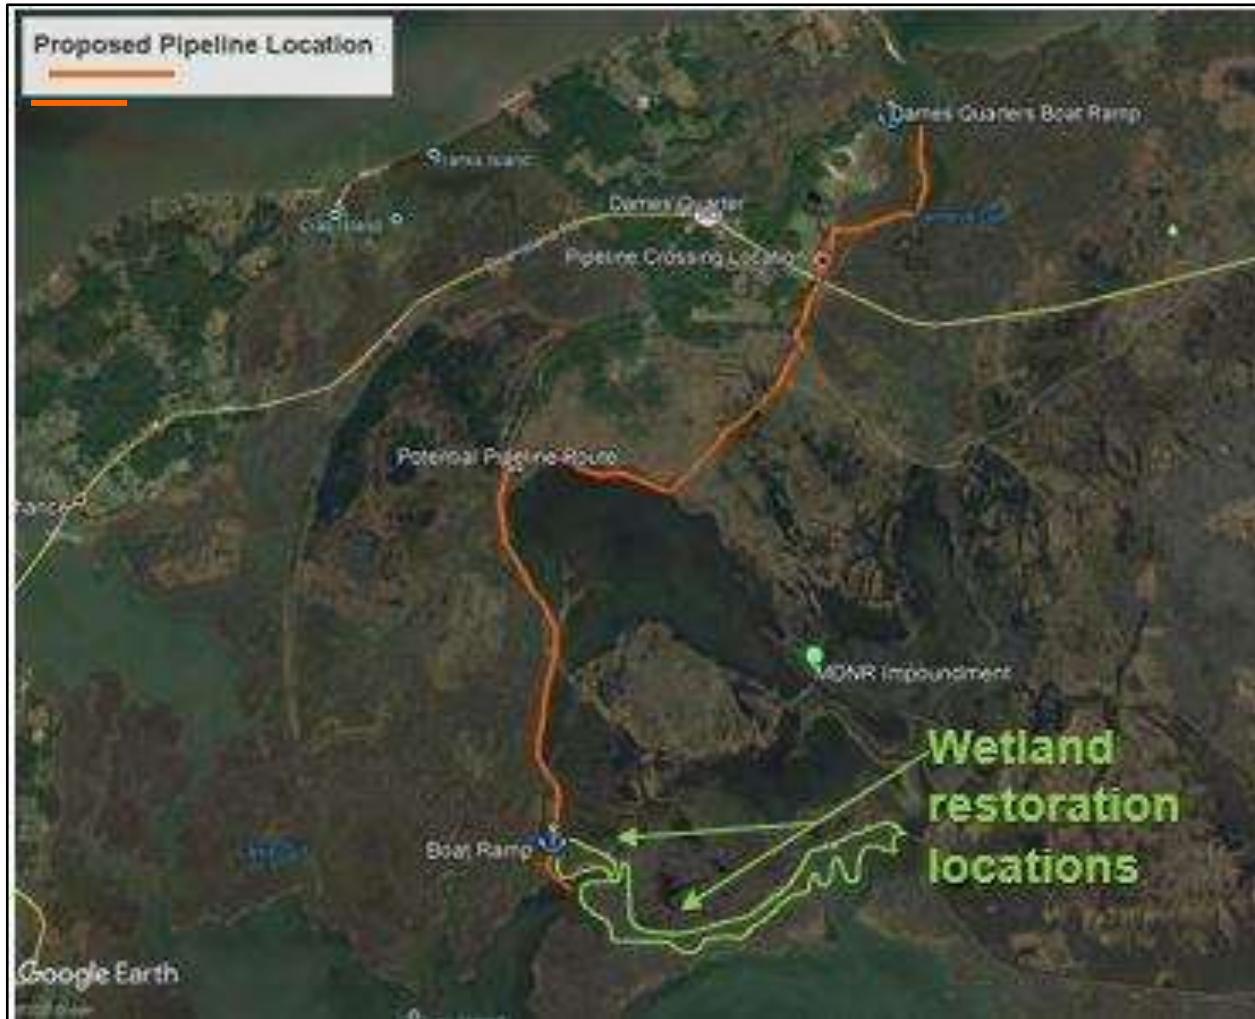 Proposed Pipeline Location
Dames Quarters Boat Ramp
Dames Quarter
Pipeline Crossing Locatio
Potential Pipeline Route
MDNR Impoundment
Wetland
restoration
locations
Boat Ramp
Google Earth